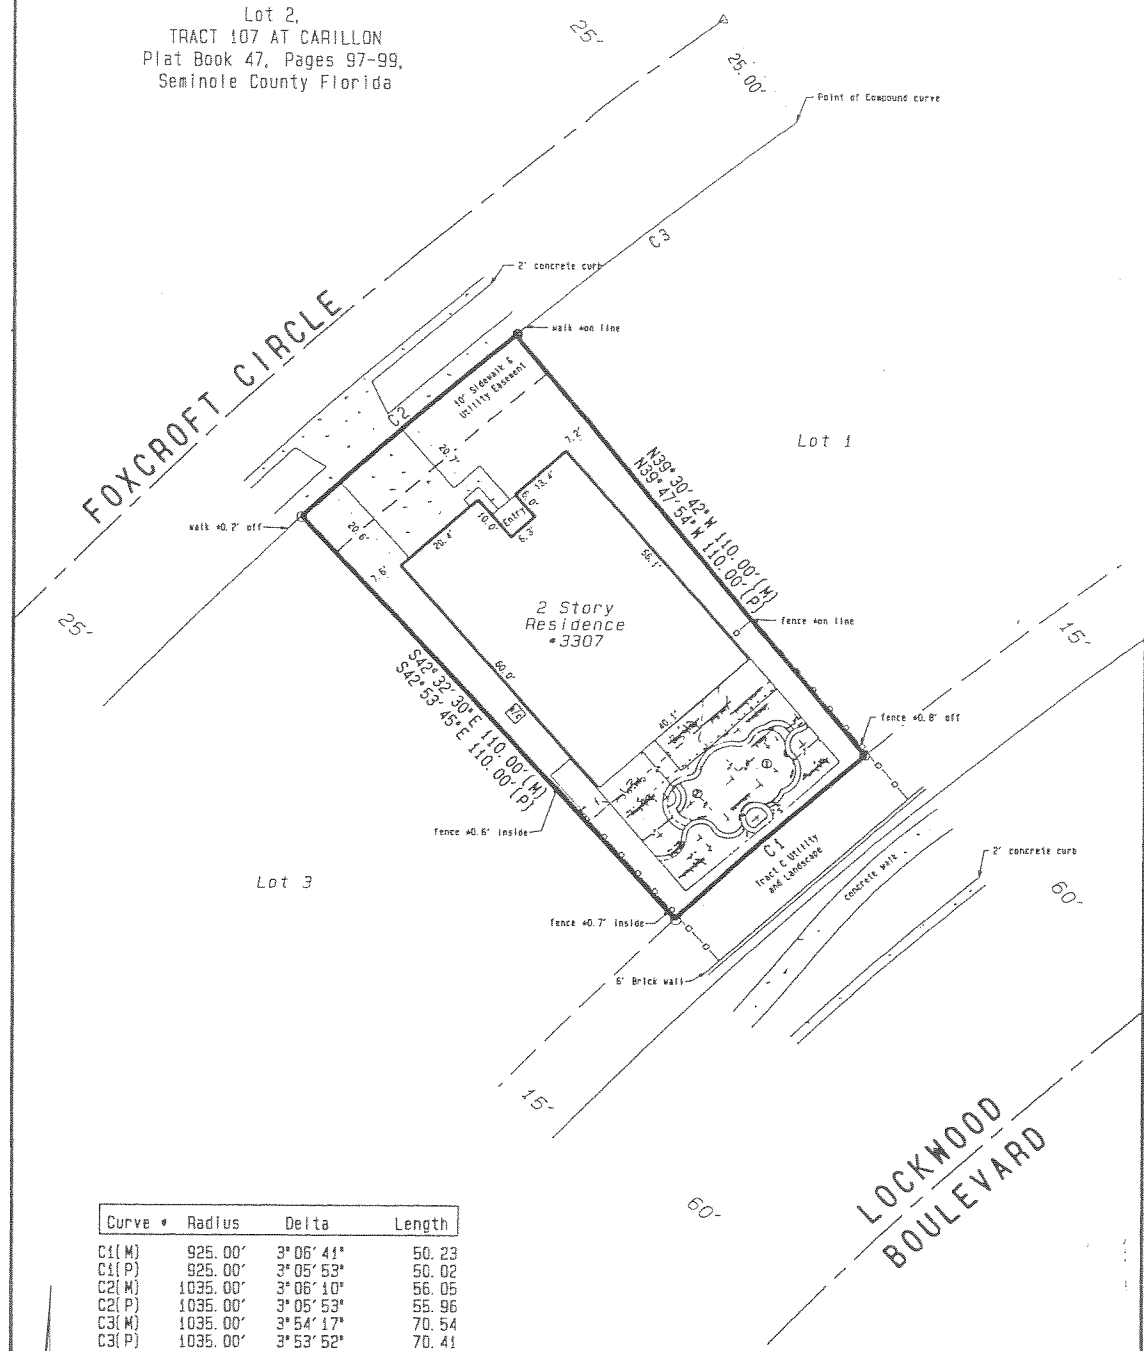 Lot 2,
TRACT 107 AT CARILLON
Plat Book 47, Pages 97-99,
Seminole County Florida
25'
25.00'
Point of Compound curve
C3
2' concrete curb
walk *on line
FOXCROFT CIRCLE
10' Sidewalk &
Utility Easement
C2
Lot 1
20.7'
7.2'
13.4'
6.0'
Entry
6.3'
10.0'
20.4'
N39°30'42"W 110.00'(M)
N39°47'54"W 110.00'(P)
walk *0.2' off
20.6'
7.6'
56.1'
25'
2 Story
Residence
*3307
fence *on line
15'
60.0'
S42°32'30"E 110.00'(M)
S42°53'45"E 110.00'(P)
40.1'
fence *0.8' off
fence *0.6' inside
C1
Tract C Utility
and Landscape
2' concrete curb
concrete walk
Lot 3
60'
fence *0.7' inside
6' Brick wall
15'
LOCKWOOD
BOULEVARD
60'
Curve * Radius Delta Length
C1(M) 925.00' 3°06'41" 50.23
C1(P) 925.00' 3°05'53" 50.02
C2(M) 1035.00' 3°06'10" 56.05
C2(P) 1035.00' 3°05'53" 55.96
C3(M) 1035.00' 3°54'17" 70.54
C3(P) 1035.00' 3°53'52" 70.41